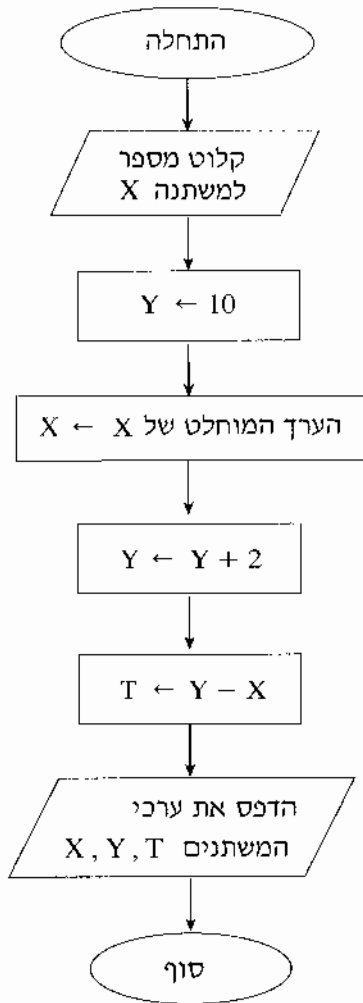 התחלה
קלוט מספר
למשתנה X
Y ← 10
X ← X הערך המוחלט של
Y ← Y + 2
T ← Y − X
הדפס את ערכי
המשתנים X , Y , T
סוף